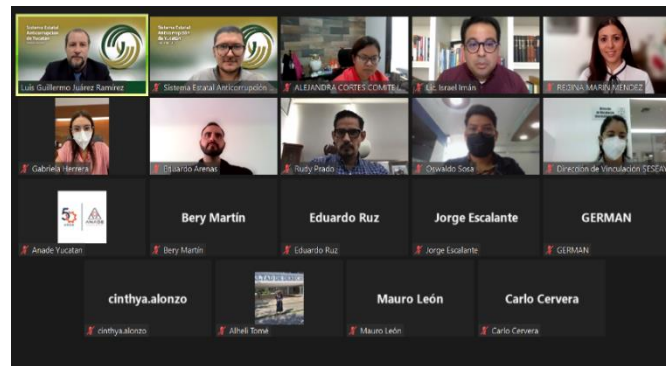 Sistema Estatal
Anticorrupción
de Yucatán
Luis Guillermo Juárez Ramírez
Sistema Estatal
Anticorrupción
de Yucatán
Sistema Estatal Anticorrupción
ALEJANDRA CORTES COMITE
Lic. Israel Imán
REGINA MARIN MENDEZ
Gabriela Herrera
Eduardo Arenas
Rudy Prado
Oswaldo Sosa
Dirección de Vinculación SESEAY
ANADE
Anade Yucatan
Bery Martín
Bery Martín
Eduardo Ruz
Eduardo Ruz
Jorge Escalante
Jorge Escalante
GERMAN
GERMAN
cinthya.alonzo
cinthya.alonzo
Alheli Tomé
Mauro León
Mauro León
Carlo Cervera
Carlo Cervera